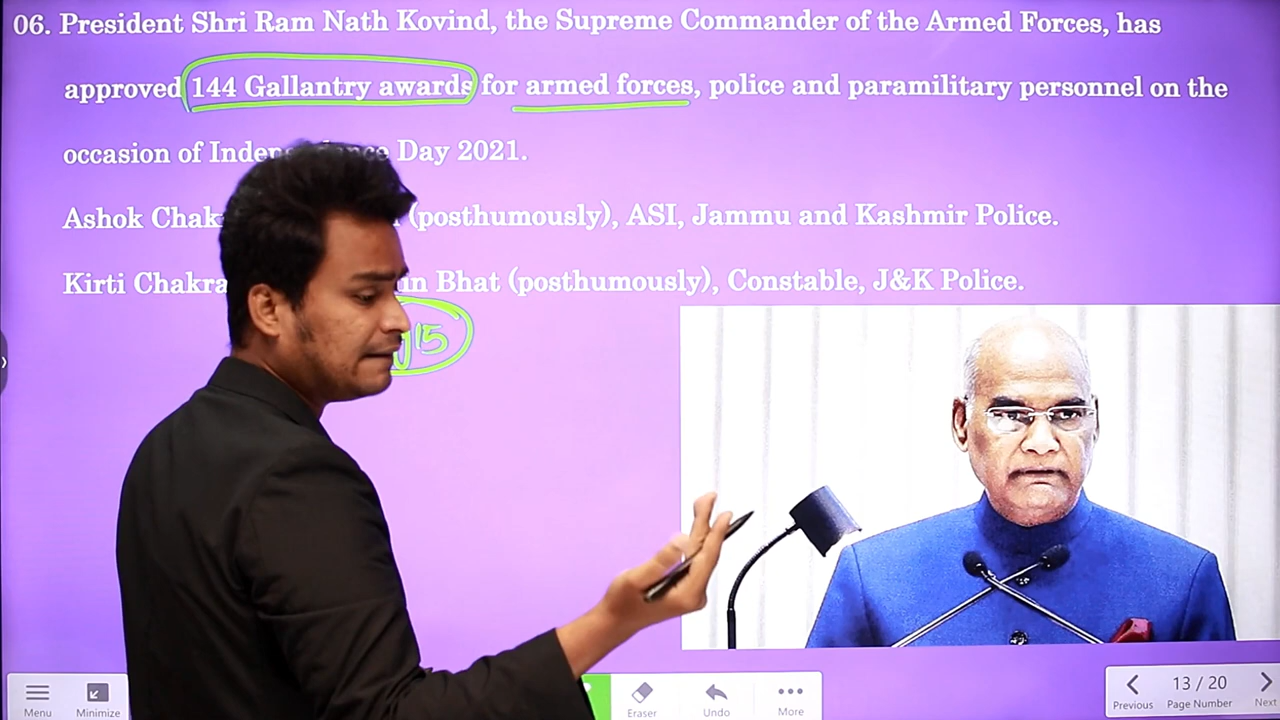 06. President Shri Ram Nath Kovind, the Supreme Commander of the Armed Forces, has
approved 144 Gallantry awards for armed forces, police and paramilitary personnel on the
occasion of Day 2021.
Ashok (posthumously), ASI, Jammu and Kashmir Police.
Kirti Chakra Bhat (posthumously), Constable, J&K Police.
15
Menu
Minimize
Eraser
Undo
More
Previous
13 / 20
Page Number
Next